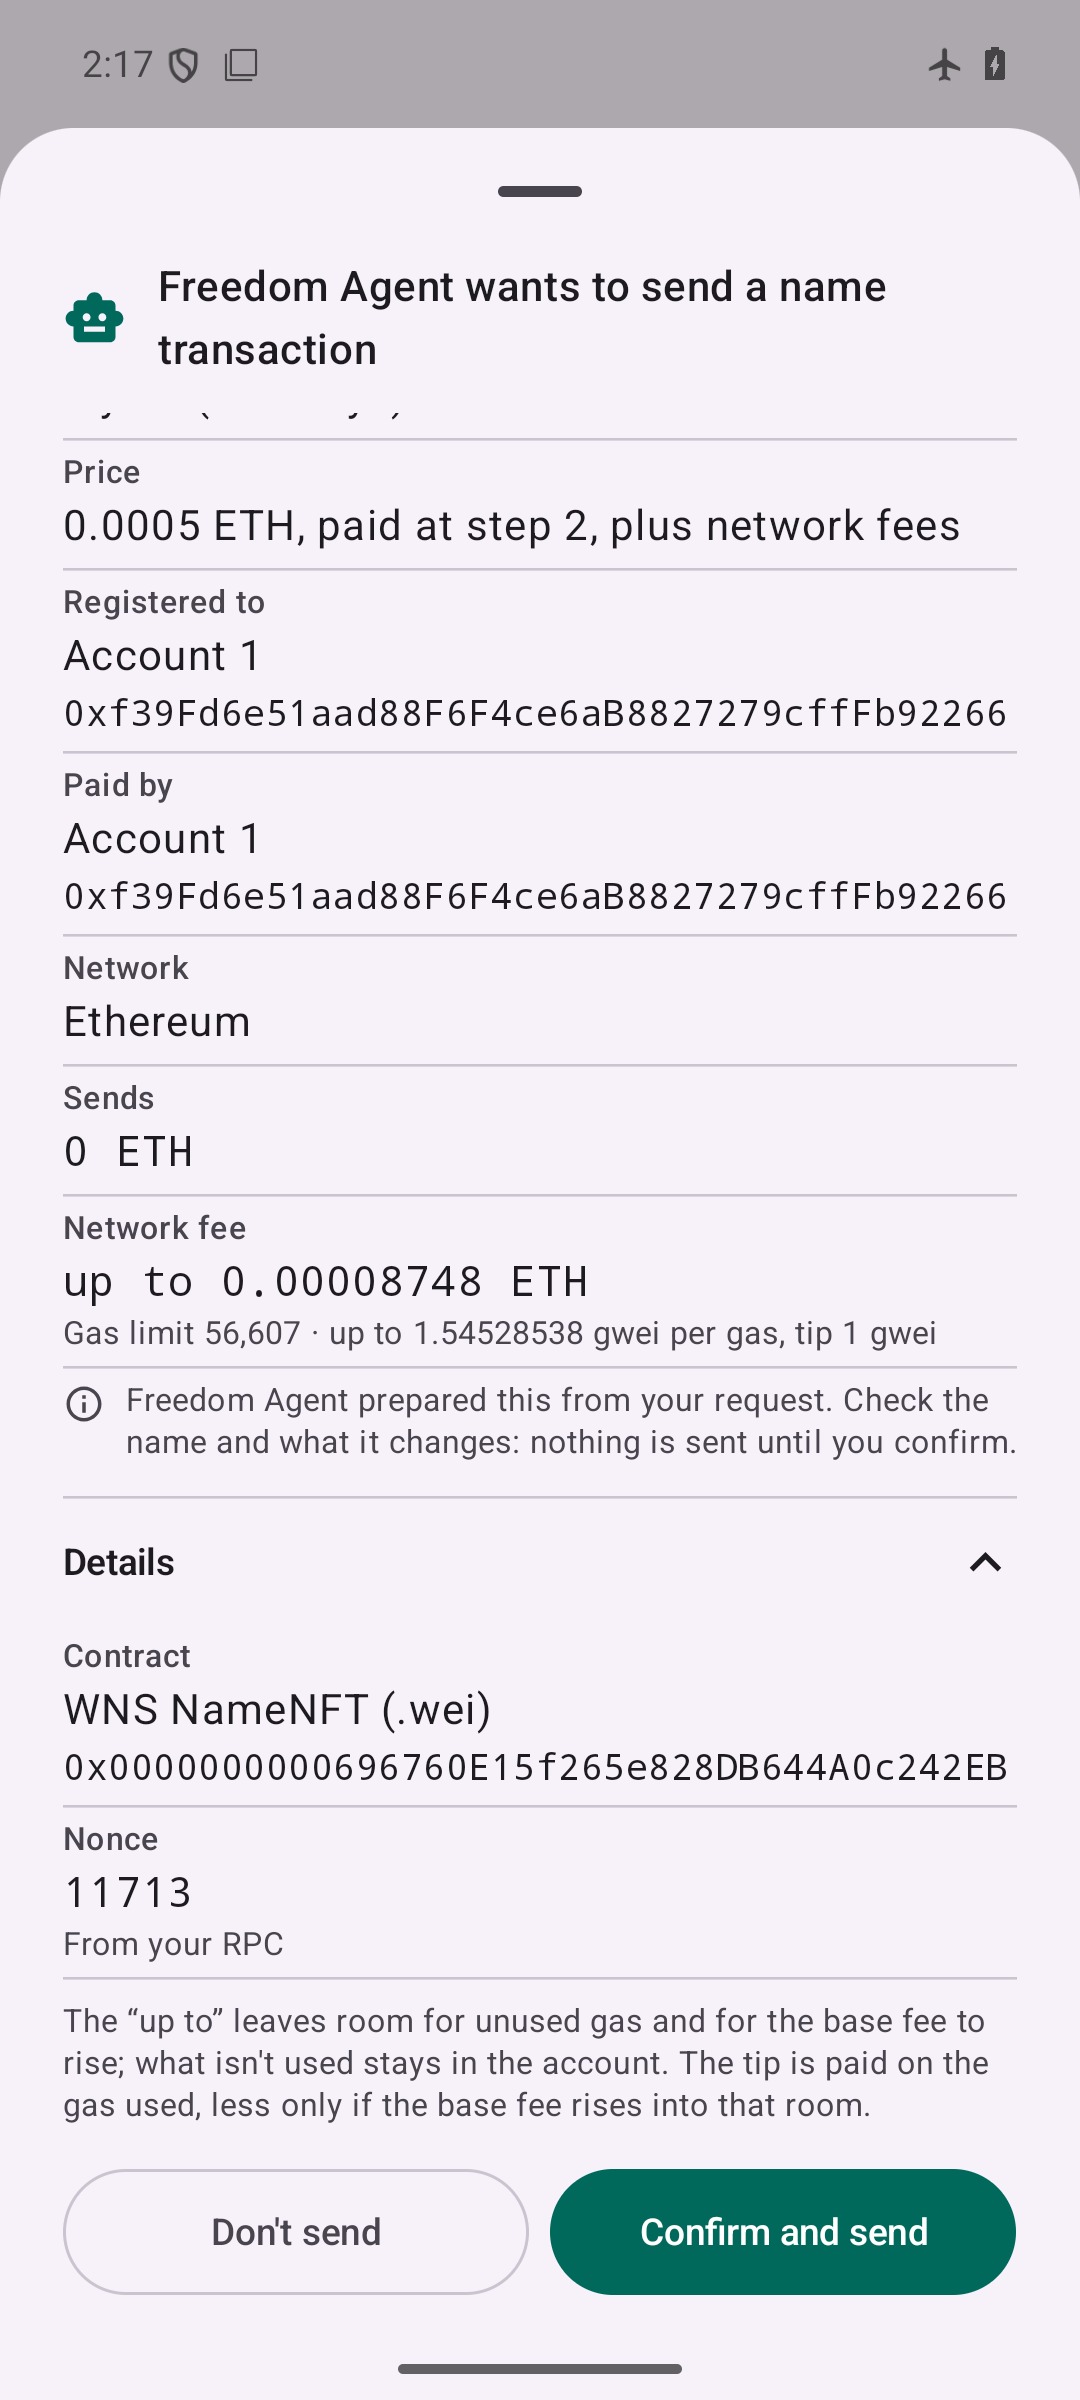 2:17
Freedom Agent wants to send a name
transaction
Price
0.0005 ETH, paid at step 2, plus network fees
Registered to
Account 1
0xf39Fd6e51aad88F6F4ce6aB8827279cffFb92266
Paid by
Account 1
0xf39Fd6e51aad88F6F4ce6aB8827279cffFb92266
Network
Ethereum
Sends
0 ETH
Network fee
up to 0.00008748 ETH
Gas limit 56,607 · up to 1.54528538 gwei per gas, tip 1 gwei
Freedom Agent prepared this from your request. Check the
name and what it changes: nothing is sent until you confirm.
Details
Contract
WNS NameNFT (.wei)
0x0000000000696760E15f265e828DB644A0c242EB
Nonce
11713
From your RPC
The “up to” leaves room for unused gas and for the base fee to
rise; what isn't used stays in the account. The tip is paid on the
gas used, less only if the base fee rises into that room.
Don't send
Confirm and send